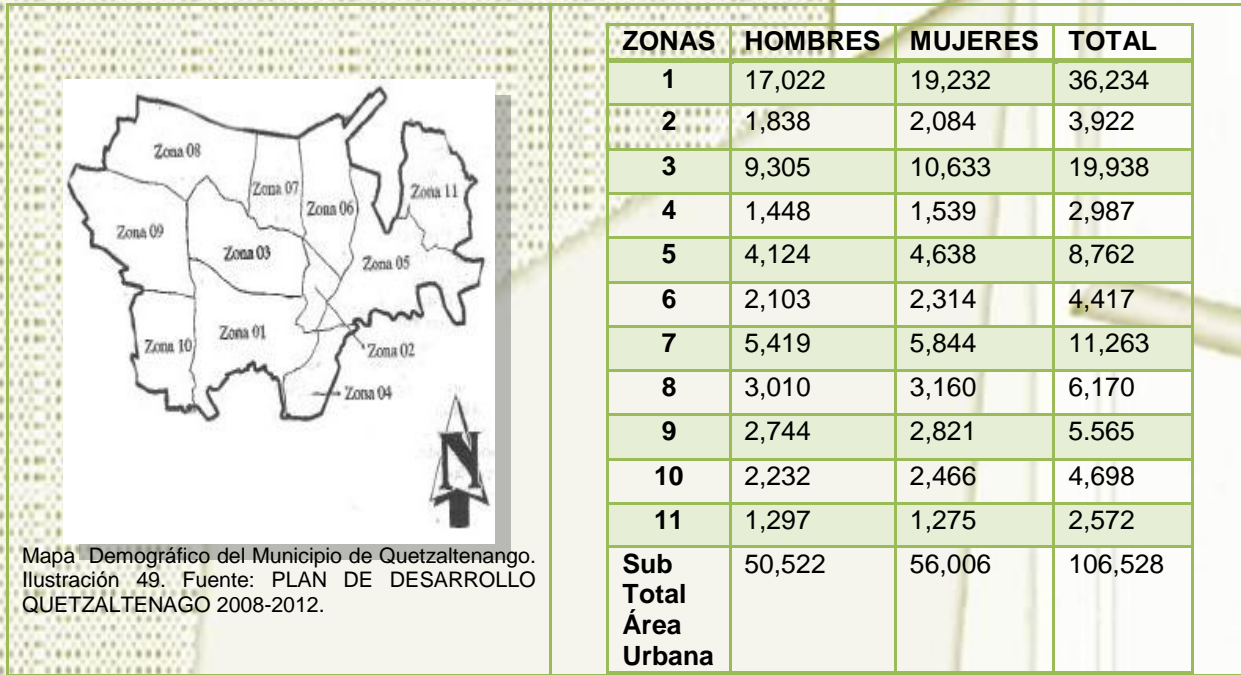 Zona 08
Zona 07
Zona 11
Zona 06
Zona 09
Zona 03
Zona 05
Zona 01
Zona 10
Zona 02
Zona 04
N
Mapa Demográfico del Municipio de Quetzaltenango.
Ilustración 49. Fuente: PLAN DE DESARROLLO
QUETZALTENAGO 2008-2012.
ZONAS HOMBRES MUJERES TOTAL
1 17,022 19,232 36,234
2 1,838 2,084 3,922
3 9,305 10,633 19,938
4 1,448 1,539 2,987
5 4,124 4,638 8,762
6 2,103 2,314 4,417
7 5,419 5,844 11,263
8 3,010 3,160 6,170
9 2,744 2,821 5.565
10 2,232 2,466 4,698
11 1,297 1,275 2,572
Sub 50,522 56,006 106,528
Total
Área
Urbana